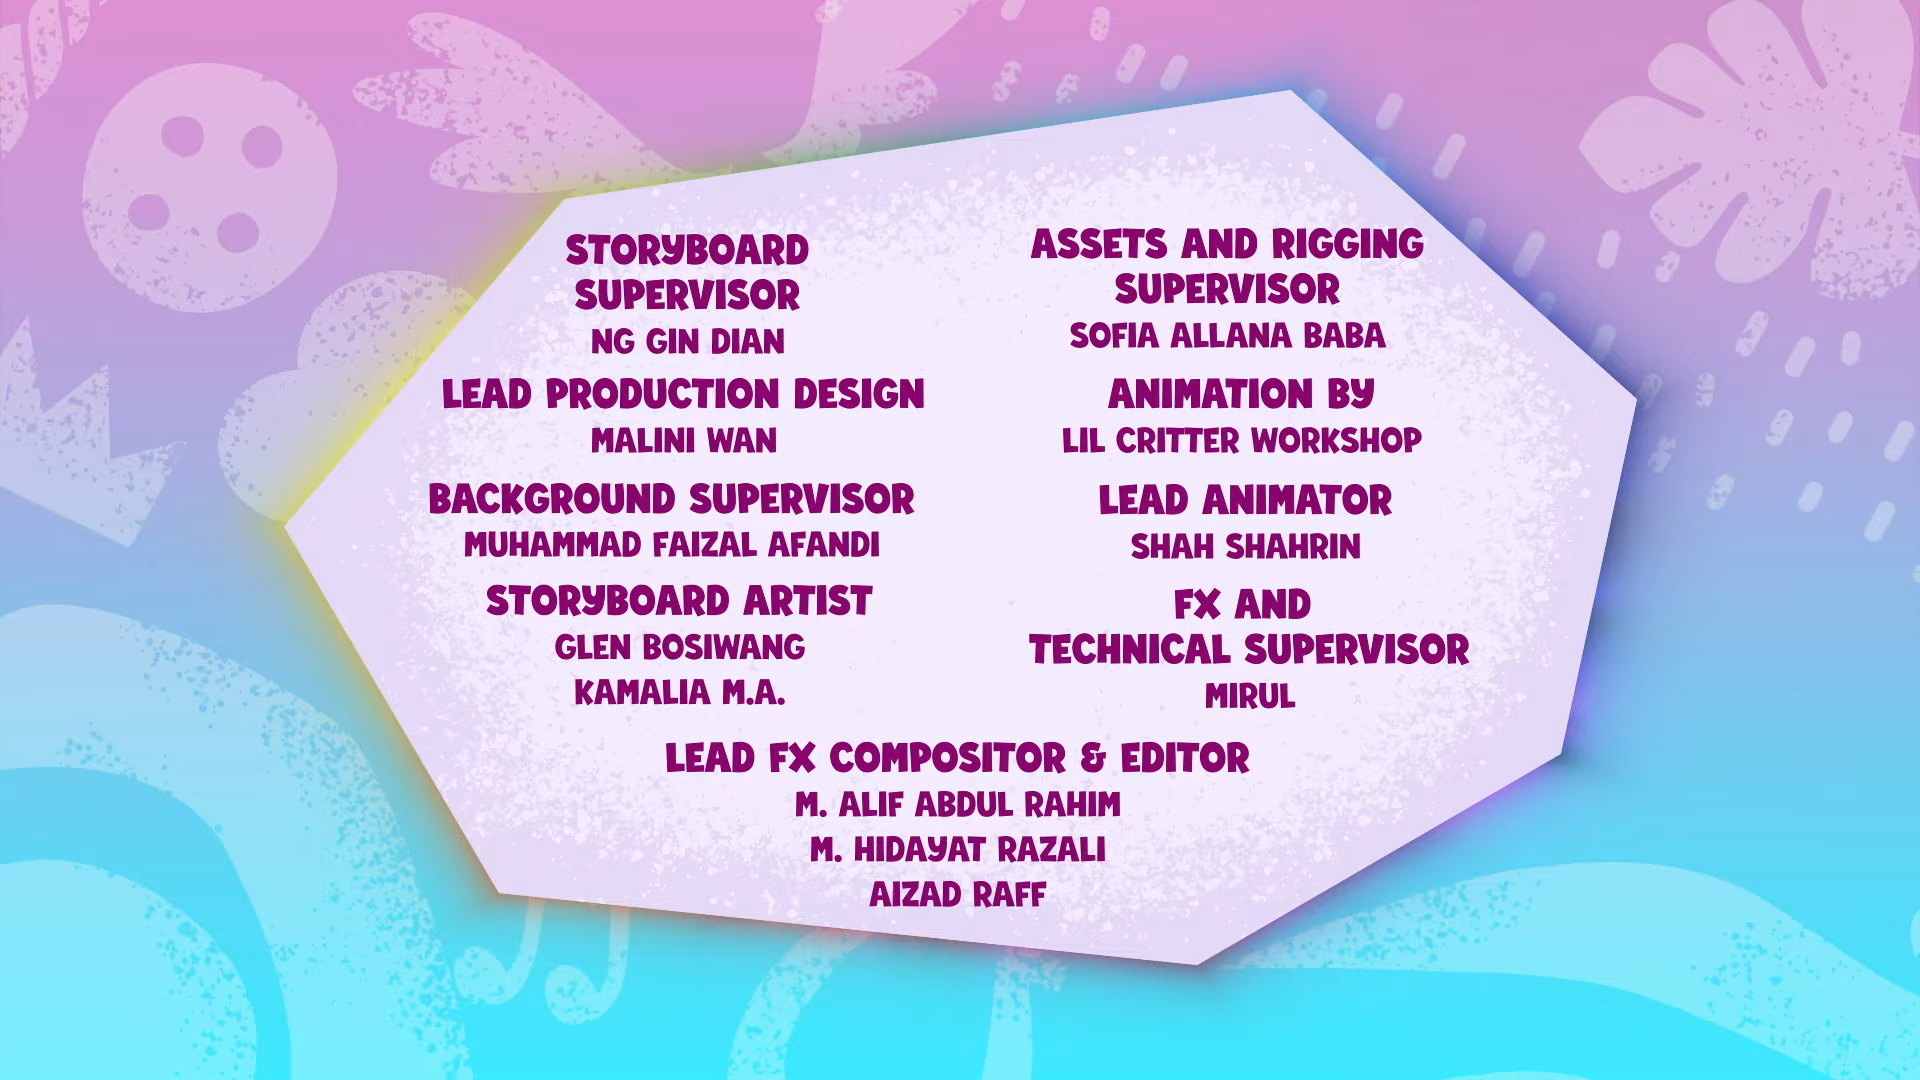 STORYBOARD
SUPERVISOR
NG GIN DIAN
LEAD PRODUCTION DESIGN
MALINI WAN
BACKGROUND SUPERVISOR
MUHAMMAD FAIZAL AFANDI
STORYBOARD ARTIST
GLEN BOSIWANG
KAMALIA M.A.
ASSETS AND RIGGING
SUPERVISOR
SOFIA ALLANA BABA
ANIMATION BY
LIL CRITTER WORKSHOP
LEAD ANIMATOR
SHAH SHAHRIN
FX AND
TECHNICAL SUPERVISOR
MIRUL
LEAD FX COMPOSITOR & EDITOR
M. ALIF ABDUL RAHIM
M. HIDAYAT RAZALI
AIZAD RAFF